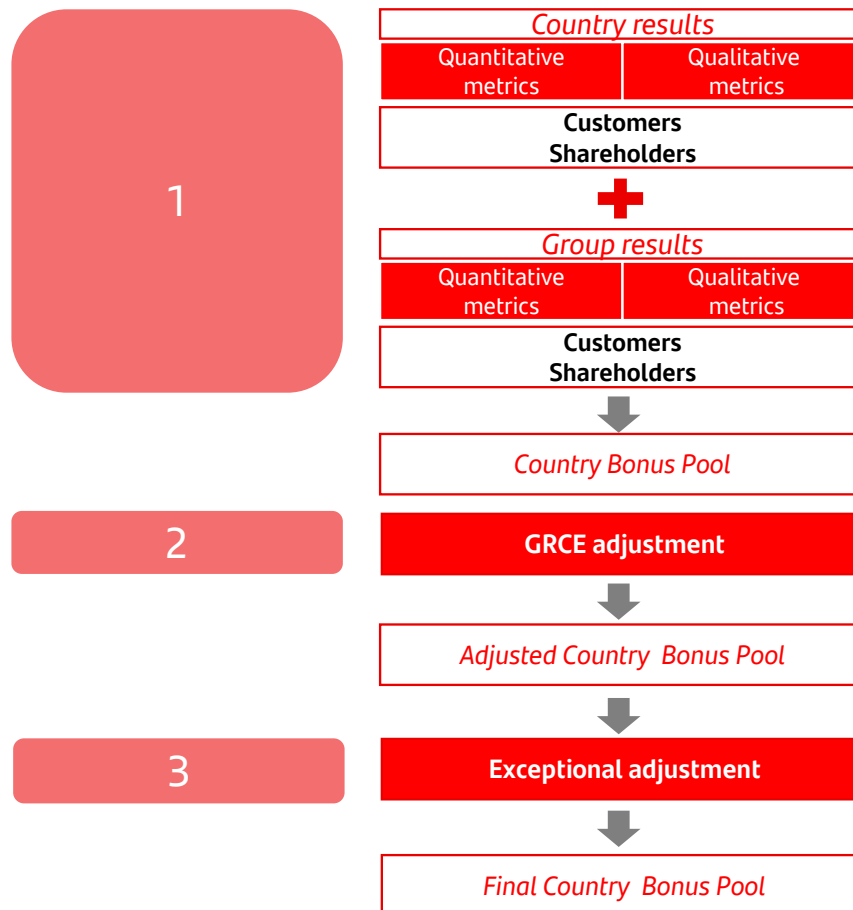 1
Country results
Quantitative metrics
Qualitative metrics
Customers
Shareholders
Group results
Quantitative metrics
Qualitative metrics
Customers
Shareholders
Country Bonus Pool
2
GRCE adjustment
Adjusted Country Bonus Pool
3
Exceptional adjustment
Final Country Bonus Pool